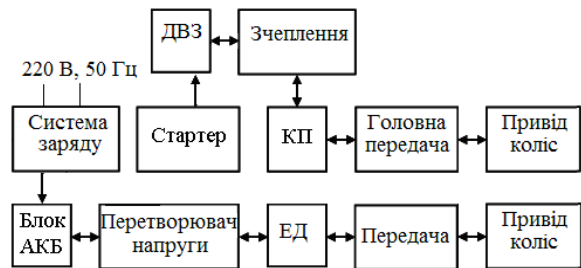 ДВЗ
Зчеплення
220 В, 50 Гц
Система
заряду
Стартер
КП
Головна
передача
Привід
коліс
Блок
АКБ
Перетворювач
напруги
ЕД
Передача
Привід
коліс